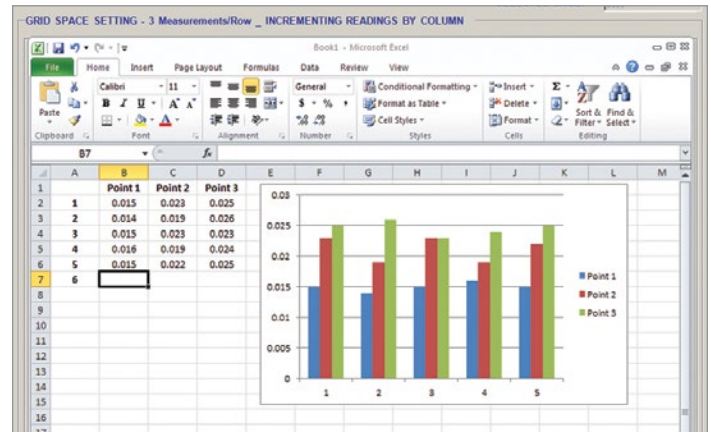 GRID SPACE SETTING - 3 Measurements/Row _ INCREMENTING READINGS BY COLUMN
Book1 - Microsoft Excel
File Home Insert Page Layout Formulas Data Review View
Calibri 11 General Conditional Formatting Insert Σ
Paste B I U A A $ % , Format as Table Delete Sort & Filter Find & Select
A Cell Styles Format
Clipboard Font Alignment Number Styles Cells Editing
B7 fx
A B C D E F G H I J K L M
1 Point 1 Point 2 Point 3
2 1 0.015 0.023 0.025
3 2 0.014 0.019 0.026
4 3 0.015 0.023 0.023
5 4 0.016 0.019 0.024
6 5 0.015 0.022 0.025
7 6
8
9
10
11
12
13
14
15
16
17
0.03
0.025
0.02
0.015
0.01
0.005
0
1 2 3 4 5
Point 1
Point 2
Point 3